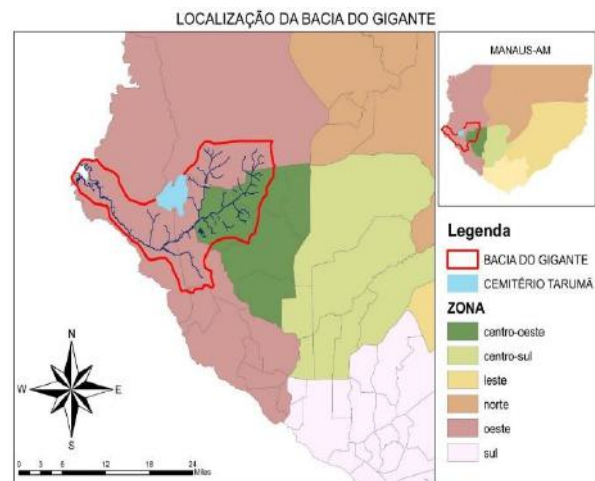 LOCALIZAÇÃO DA BACIA DO GIGANTE
MANAUS-AM
Legenda
BACIA DO GIGANTE
CEMITÉRIO TARUMÃ
ZONA
centro-oeste
centro-sul
leste
norte
oeste
sul
N
W E
S
0 3 6 12 18 24
Miles